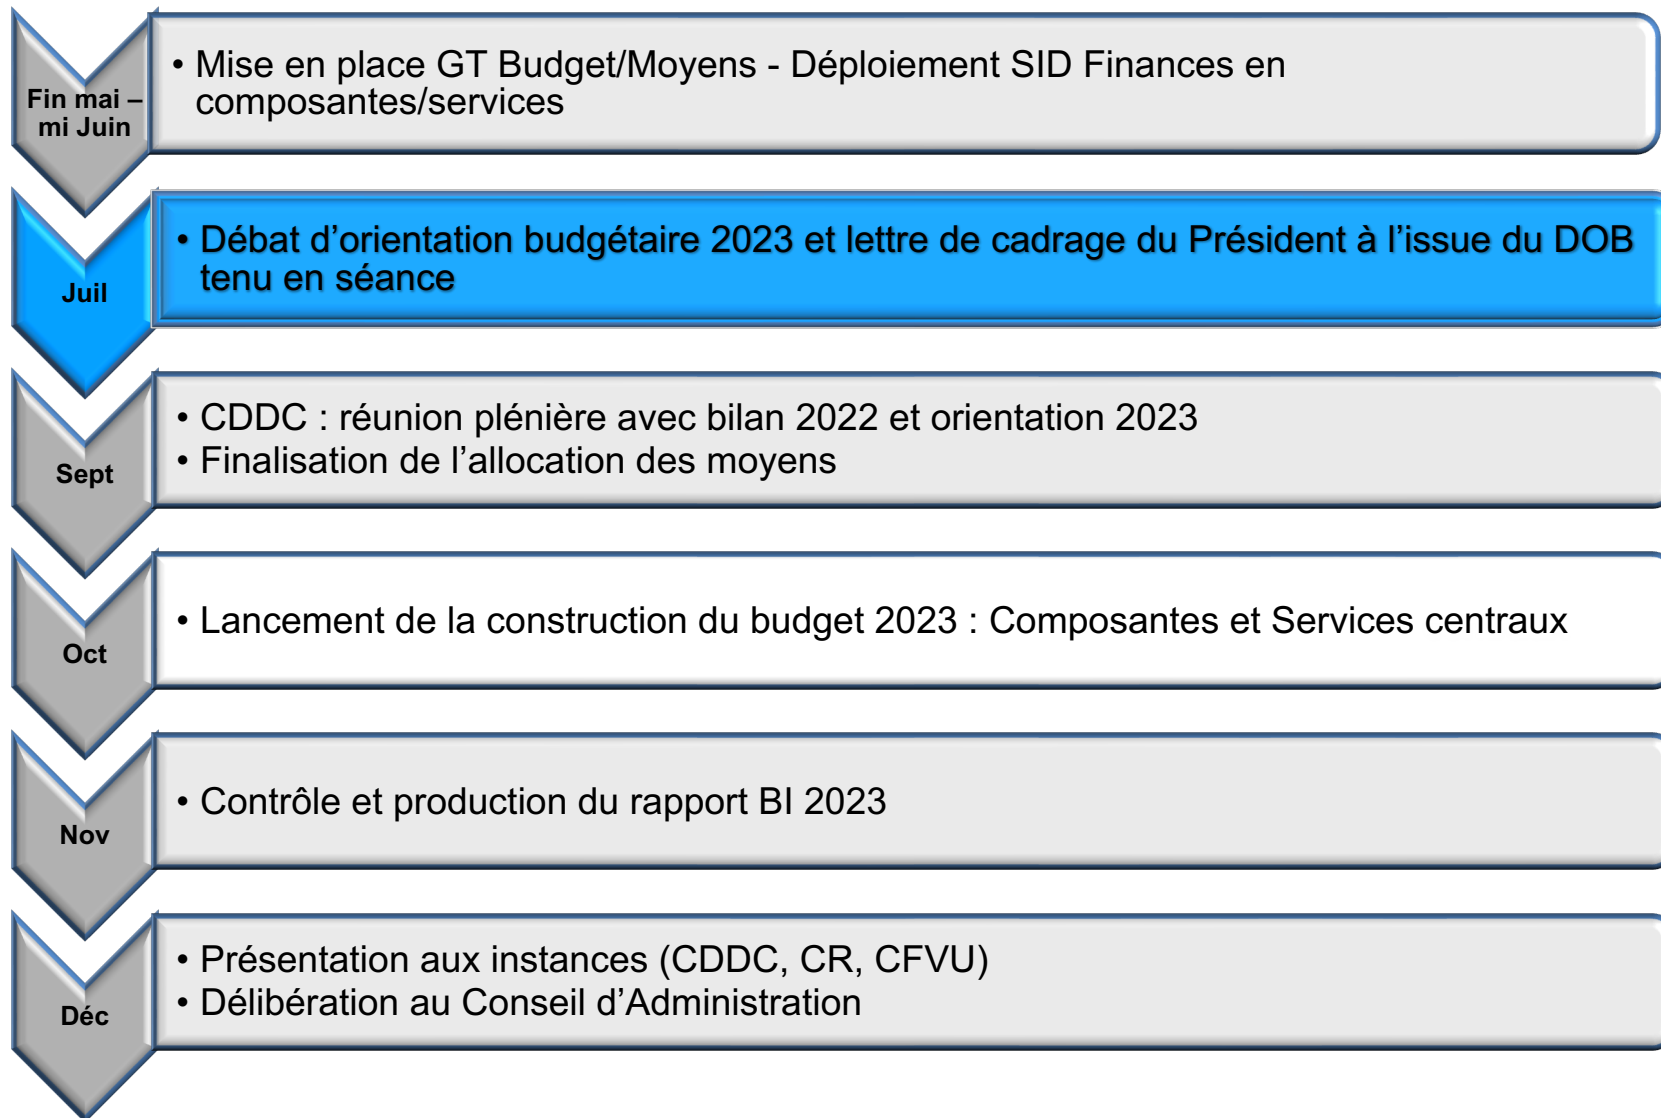 Fin mai –
mi Juin
• Mise en place GT Budget/Moyens - Déploiement SID Finances en
composantes/services
Juil
• Débat d’orientation budgétaire 2023 et lettre de cadrage du Président à l’issue du DOB
tenu en séance
Sept
• CDDC : réunion plénière avec bilan 2022 et orientation 2023
• Finalisation de l’allocation des moyens
Oct
• Lancement de la construction du budget 2023 : Composantes et Services centraux
Nov
• Contrôle et production du rapport BI 2023
Déc
• Présentation aux instances (CDDC, CR, CFVU)
• Délibération au Conseil d’Administration